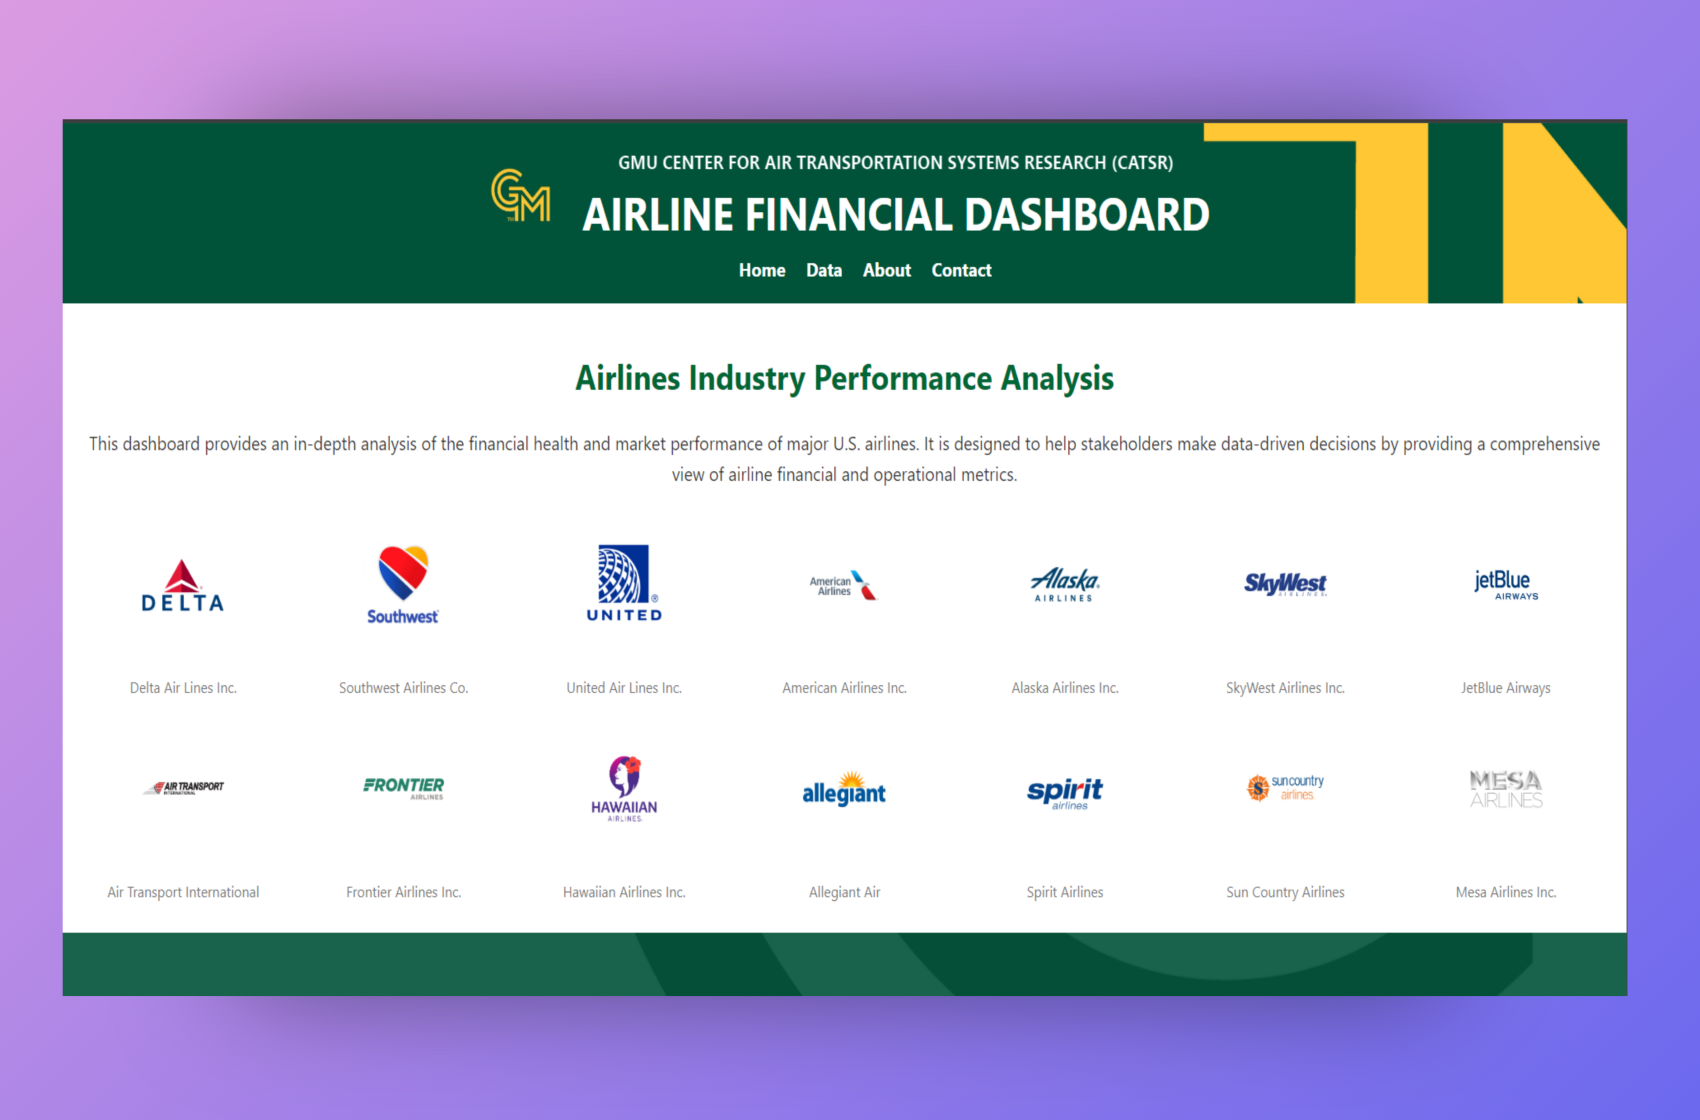 GMU CENTER FOR AIR TRANSPORTATION SYSTEMS RESEARCH (CATSR)
GM
AIRLINE FINANCIAL DASHBOARD
Home Data About Contact
Airlines Industry Performance Analysis
This dashboard provides an in-depth analysis of the financial health and market performance of major U.S. airlines. It is designed to help stakeholders make data-driven decisions by providing a comprehensive
view of airline financial and operational metrics.
DELTA
Southwest
UNITED
American
Airlines
Alaska
AIRLINES
SkyWest
AIRLINES
jetBlue
AIRWAYS
Delta Air Lines Inc.
Southwest Airlines Co.
United Air Lines Inc.
American Airlines Inc.
Alaska Airlines Inc.
SkyWest Airlines Inc.
JetBlue Airways
AIR TRANSPORT
INTERNATIONAL
FRONTIER
AIRLINES
HAWAIIAN
AIRLINES
allegiant
spirit
airlines
S
suncountry
airlines
MESA
AIRLINES
Air Transport International
Frontier Airlines Inc.
Hawaiian Airlines Inc.
Allegiant Air
Spirit Airlines
Sun Country Airlines
Mesa Airlines Inc.